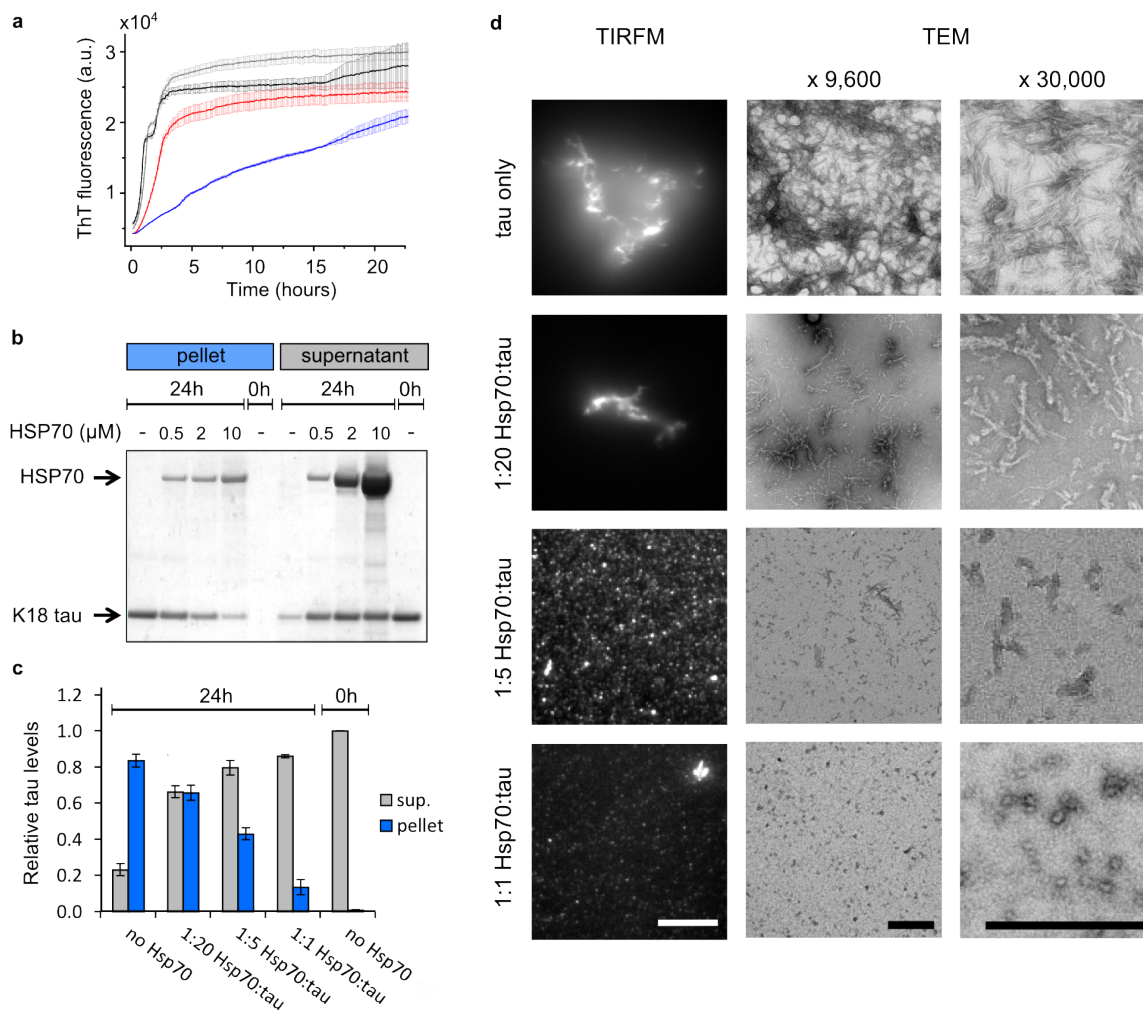 a
x10⁴
ThT fluorescence (a.u.)
3
2
1
0 5 10 15 20
Time (hours)
b
pellet supernatant
24h 0h 24h 0h
HSP70 (µM) - 0.5 2 10 - - 0.5 2 10 -
HSP70
K18 tau
c
Relative tau levels
1.2
1.0
0.8
0.6
0.4
0.2
0.0
24h 0h
sup.
pellet
no Hsp70
1:20 Hsp70:tau
1:5 Hsp70:tau
1:1 Hsp70:tau
no Hsp70
d
TIRFM TEM
x 9,600 x 30,000
tau only
1:20 Hsp70:tau
1:5 Hsp70:tau
1:1 Hsp70:tau